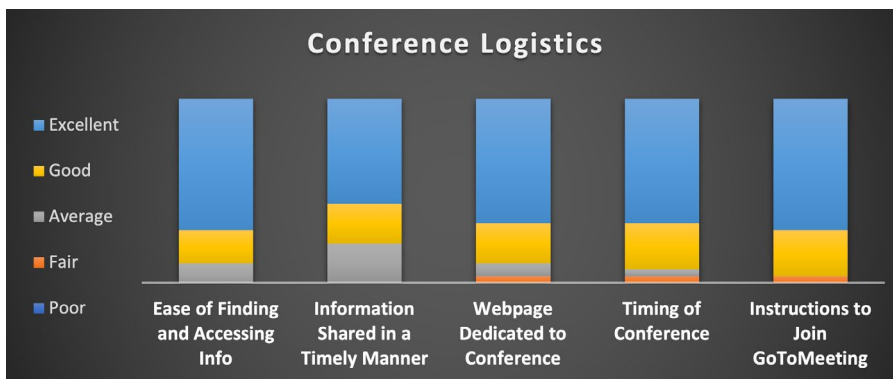 Conference Logistics
Excellent
Good
Average
Fair
Poor
Ease of Finding
and Accessing
Info
Information
Shared in a
Timely Manner
Webpage
Dedicated to
Conference
Timing of
Conference
Instructions to
Join
GoToMeeting